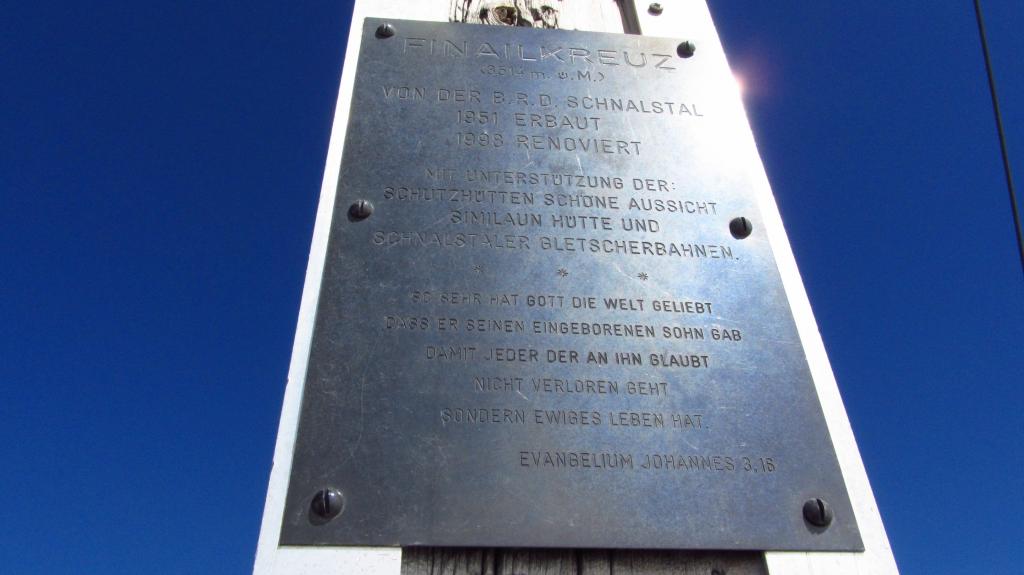 FINAILKREUZ
(3514 m. ü.M.)
VON DER B.R.D. SCHNALSTAL
1951 ERBAUT
1998 RENOVIERT
MIT UNTERSTÜTZUNG DER:
SCHUTZHÜTTEN SCHÖNE AUSSICHT
SIMILAUN HÜTTE UND
SCHNALSTALER GLETSCHERBAHNEN.
* * *
SO SEHR HAT GOTT DIE WELT GELIEBT
DASS ER SEINEN EINGEBORENEN SOHN GAB
DAMIT JEDER DER AN IHN GLAUBT
NICHT VERLOREN GEHT
SONDERN EWIGES LEBEN HAT.
EVANGELIUM JOHANNES 3,16